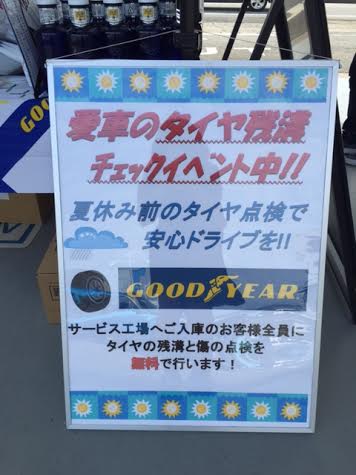 愛車のタイヤ残溝
チェックイベント中!!
夏休み前のタイヤ点検で
安心ドライブを!!
GOOD YEAR
サービス工場へご入庫のお客様全員に
タイヤの残溝と傷の点検を
無料で行います！
GOOD